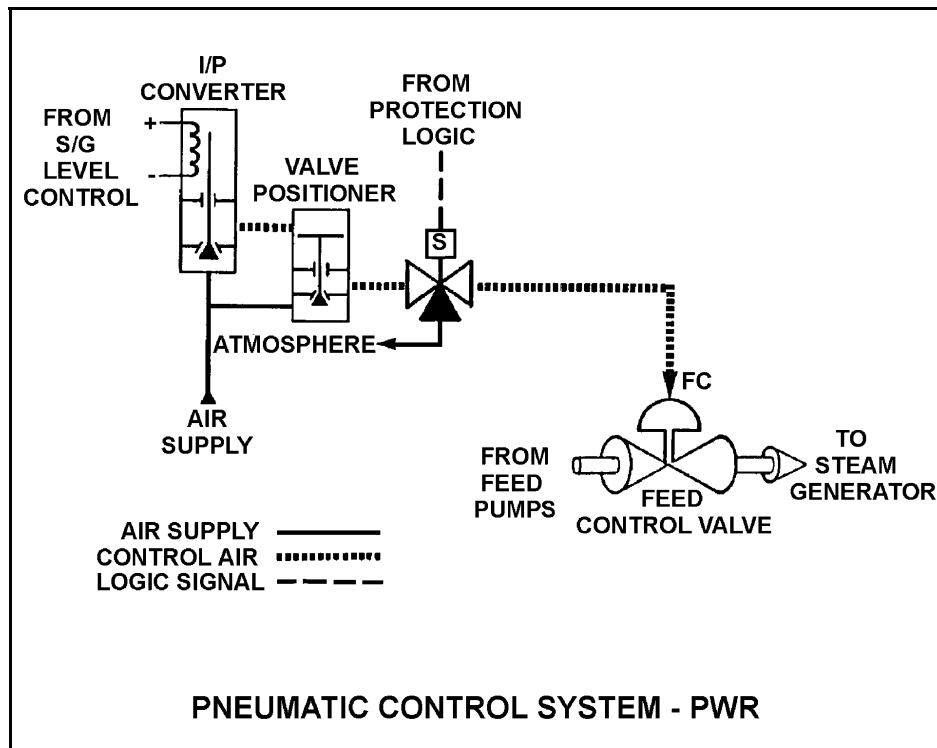 I/P
CONVERTER
FROM
S/G
LEVEL
CONTROL
+
-
VALVE
POSITIONER
FROM
PROTECTION
LOGIC
S
ATMOSPHERE
AIR
SUPPLY
FC
FROM
FEED
PUMPS
FEED
CONTROL VALVE
TO
STEAM
GENERATOR
AIR SUPPLY
CONTROL AIR
LOGIC SIGNAL
PNEUMATIC CONTROL SYSTEM - PWR